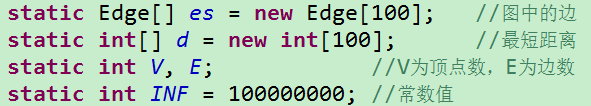 static Edge[] es = new Edge[100];   //图中的边
static int[] d = new int[100];      //最短距离
static int V, E;              //V为顶点数，E为边数
static int INF = 100000000; //常数值